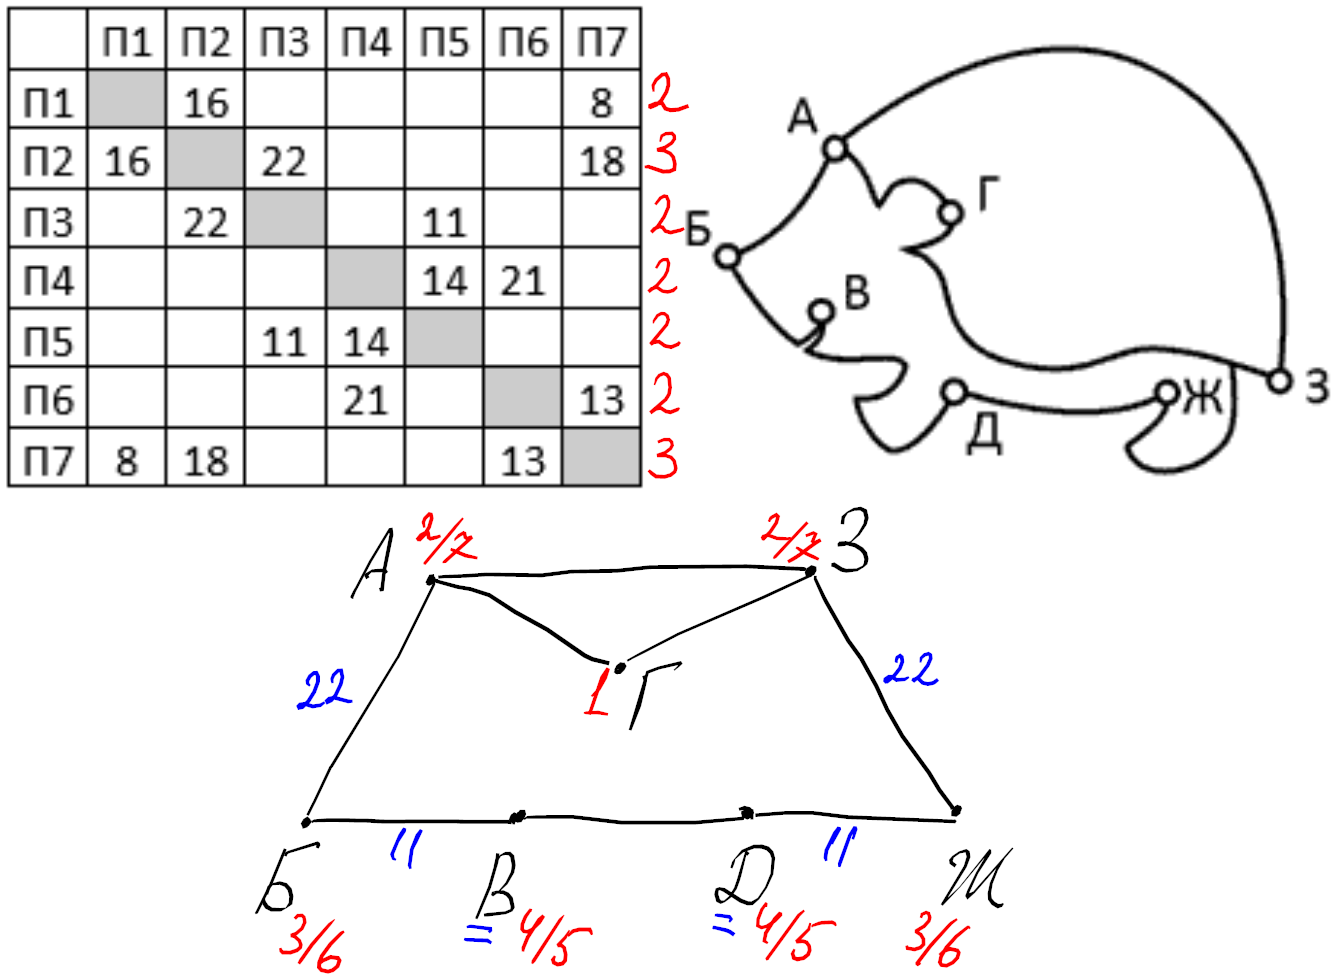 П1 П2 П3 П4 П5 П6 П7
П1 16 8 2
П2 16 22 18 3
П3 22 11 2
П4 14 21 2
П5 11 14 2
П6 21 13 2
П7 8 18 13 3
А
Г
Б
В
Д
Ж
З
А 2/7 2/7 З
22 1 Г 22
11 11
Б В Д Ж
3/6 4/5 4/5 3/6